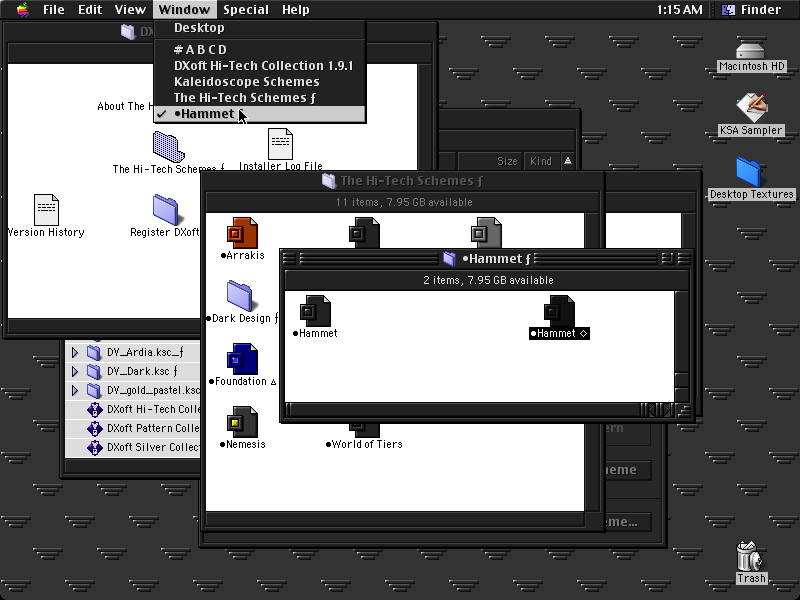 File Edit View Window Special Help 1:15 AM Finder
Desktop
# A B C D
DXoft Hi-Tech Collection 1.9.1
Kaleidoscope Schemes
The Hi-Tech Schemes ƒ
✓ •Hammet
DX
About The H
The Hi-Tech Schemes ƒ
Installer Log File
Version History
Register DXoft
Macintosh HD
KSA Sampler
Desktop Textures
Size Kind
The Hi-Tech Schemes ƒ
11 items, 7.95 GB available
•Arrakis
•Dark Design ƒ
•Foundation △
•Nemesis
•World of Tiers
•Hammet ƒ
2 items, 7.95 GB available
•Hammet
•Hammet ◇
DV_Ardia.ksc_ƒ
DV_Dark.ksc ƒ
DV_gold_pastel.ksc
DXoft Hi-Tech Colle
DXoft Pattern Colle
DXoft Silver Collect
ern
heme
eme...
Trash